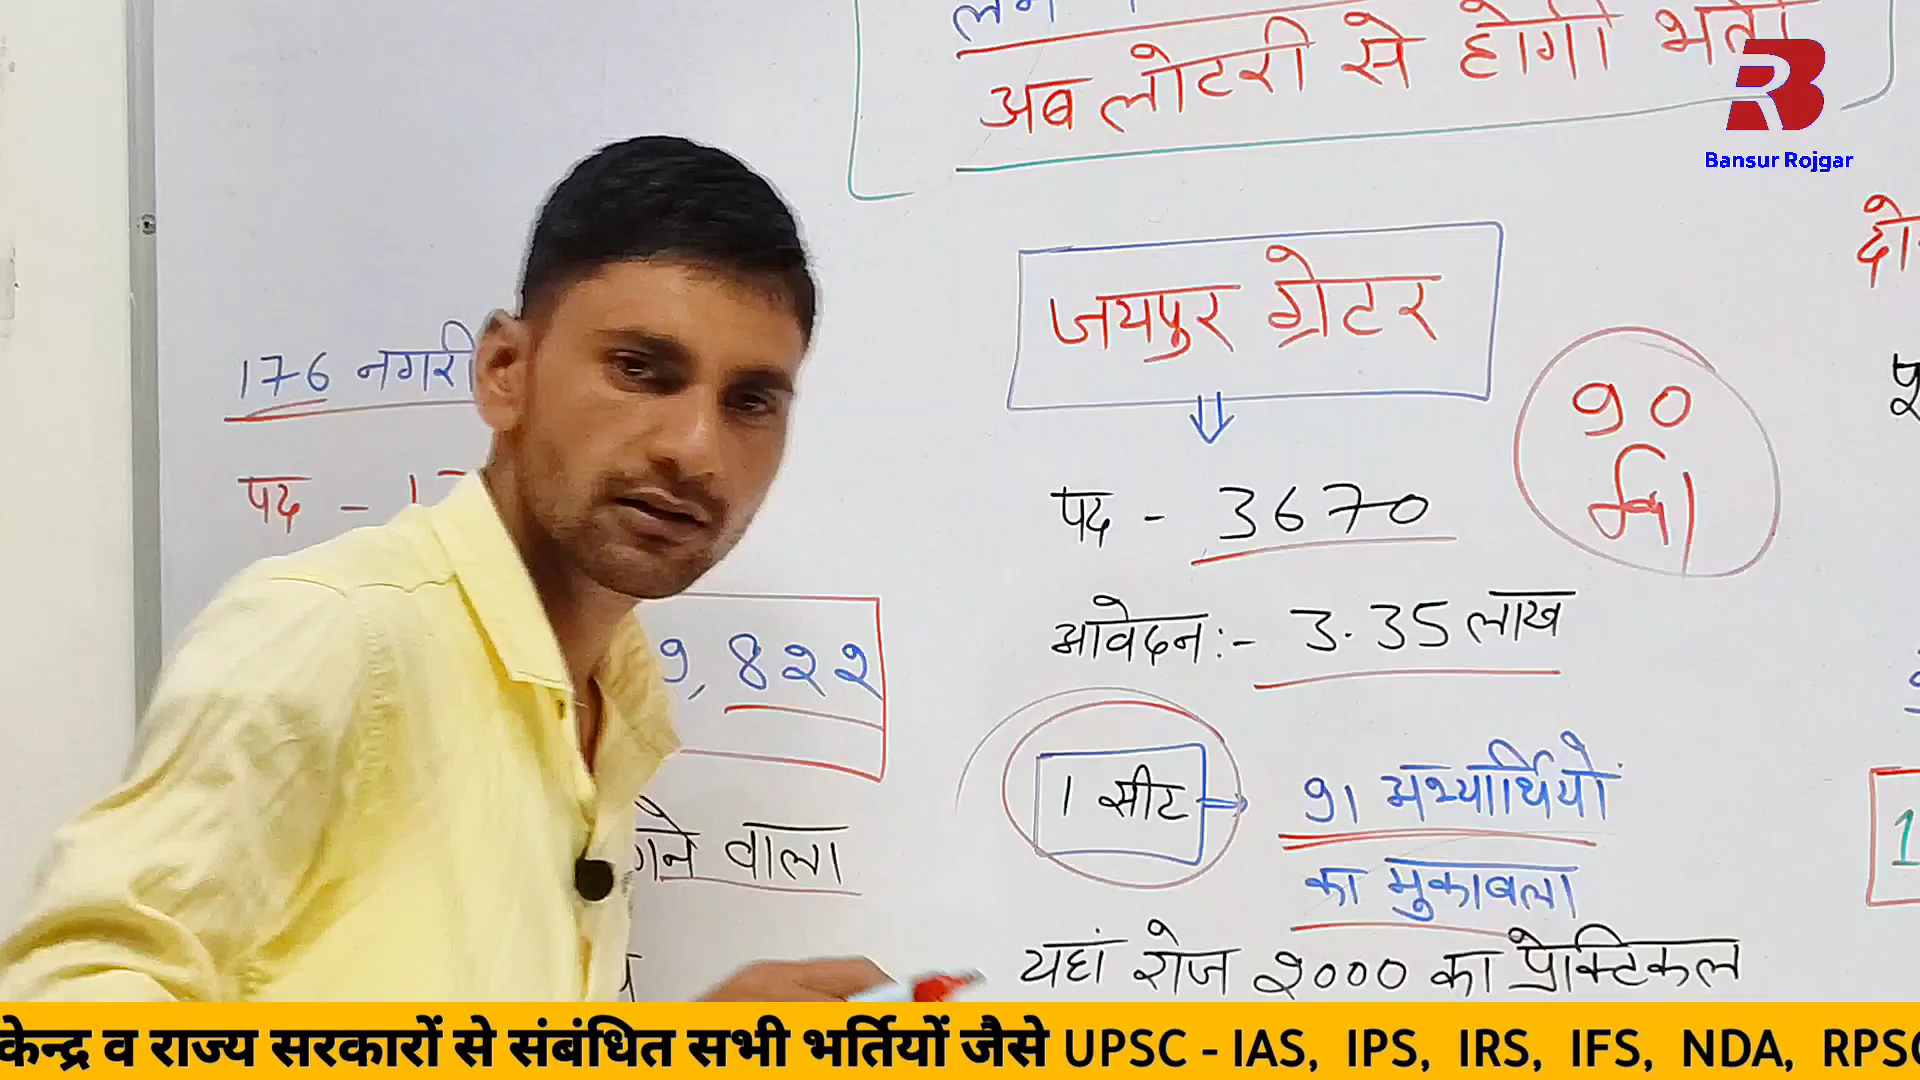 अब लोटरी से होगी भर्ती
Bansur Rojgar
176 नगरी
पद -
9,822
गने वाला
जयपुर ग्रेटर
पद - 3670
90
आवेदन:- 3.35 लाख
1 सीट
91 अभ्यार्थियों
का मुकाबला
यहां रोज 2000 का प्रेक्टिकल
केन्द्र व राज्य सरकारों से संबंधित सभी भर्तियों जैसे UPSC - IAS, IPS, IRS, IFS, NDA, RPSC